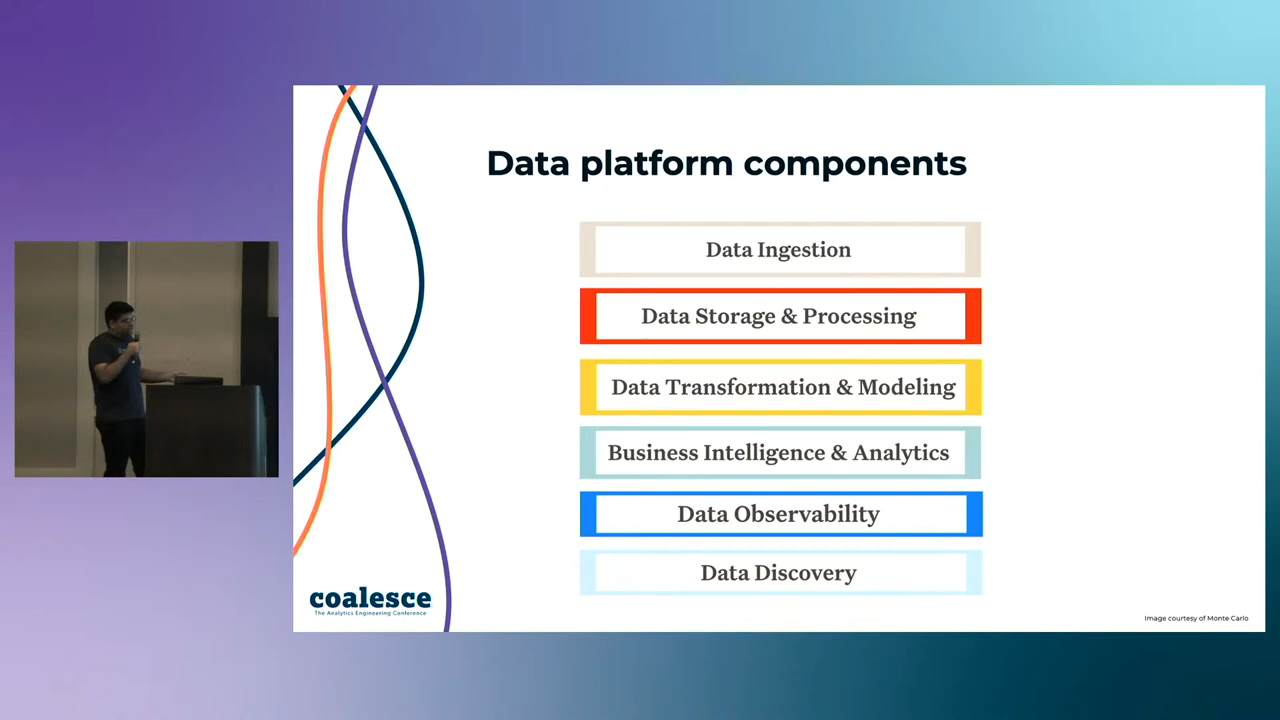 Data platform components
Data Ingestion
Data Storage & Processing
Data Transformation & Modeling
Business Intelligence & Analytics
Data Observability
Data Discovery
coalesce
The Analytics Engineering Conference
Image courtesy of Monte Carlo